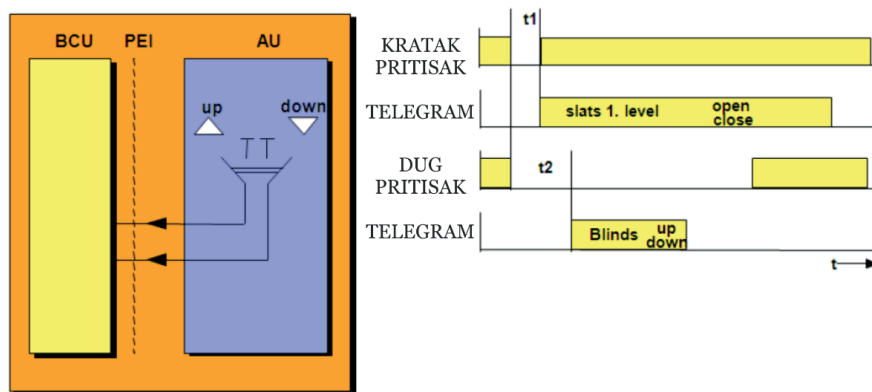 BCU PEI AU
up down
t1
KRATAK
PRITISAK
TELEGRAM
slats 1. level open
close
DUG
PRITISAK
t2
TELEGRAM
Blinds up
down
t